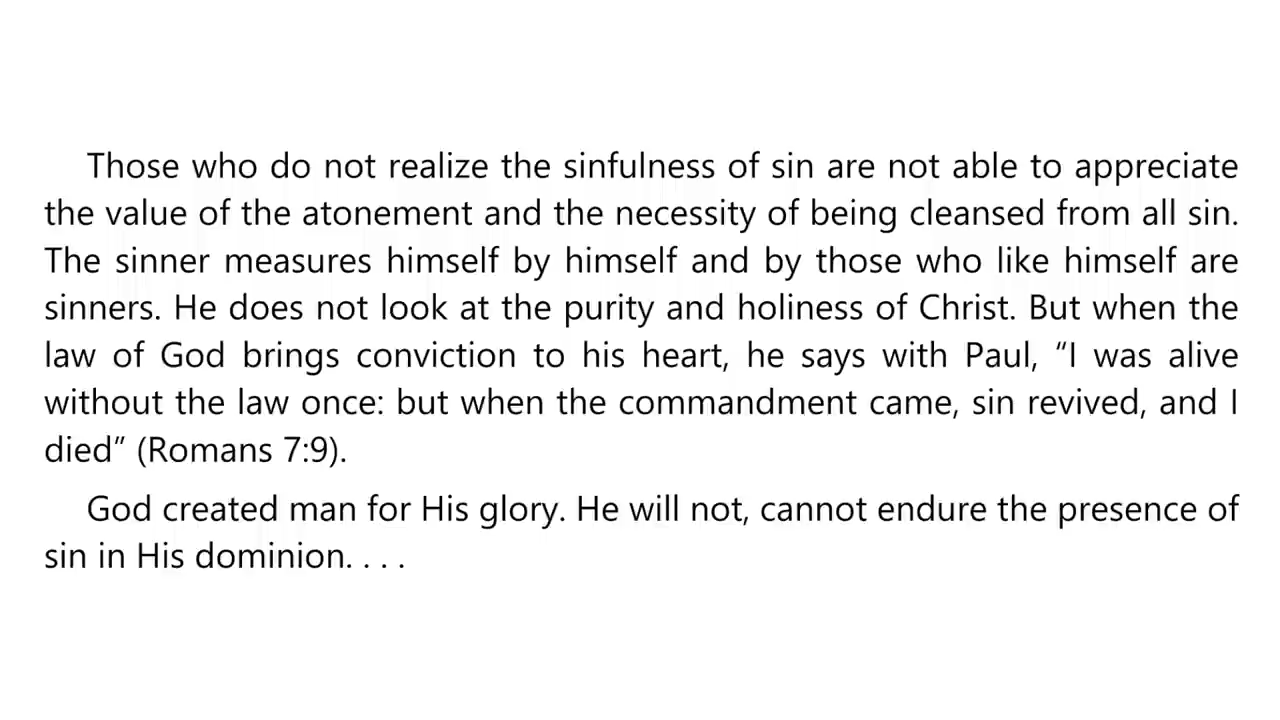 Those who do not realize the sinfulness of sin are not able to appreciate
the value of the atonement and the necessity of being cleansed from all sin.
The sinner measures himself by himself and by those who like himself are
sinners. He does not look at the purity and holiness of Christ. But when the
law of God brings conviction to his heart, he says with Paul, “I was alive
without the law once: but when the commandment came, sin revived, and I
died” (Romans 7:9).
God created man for His glory. He will not, cannot endure the presence of
sin in His dominion. . . .